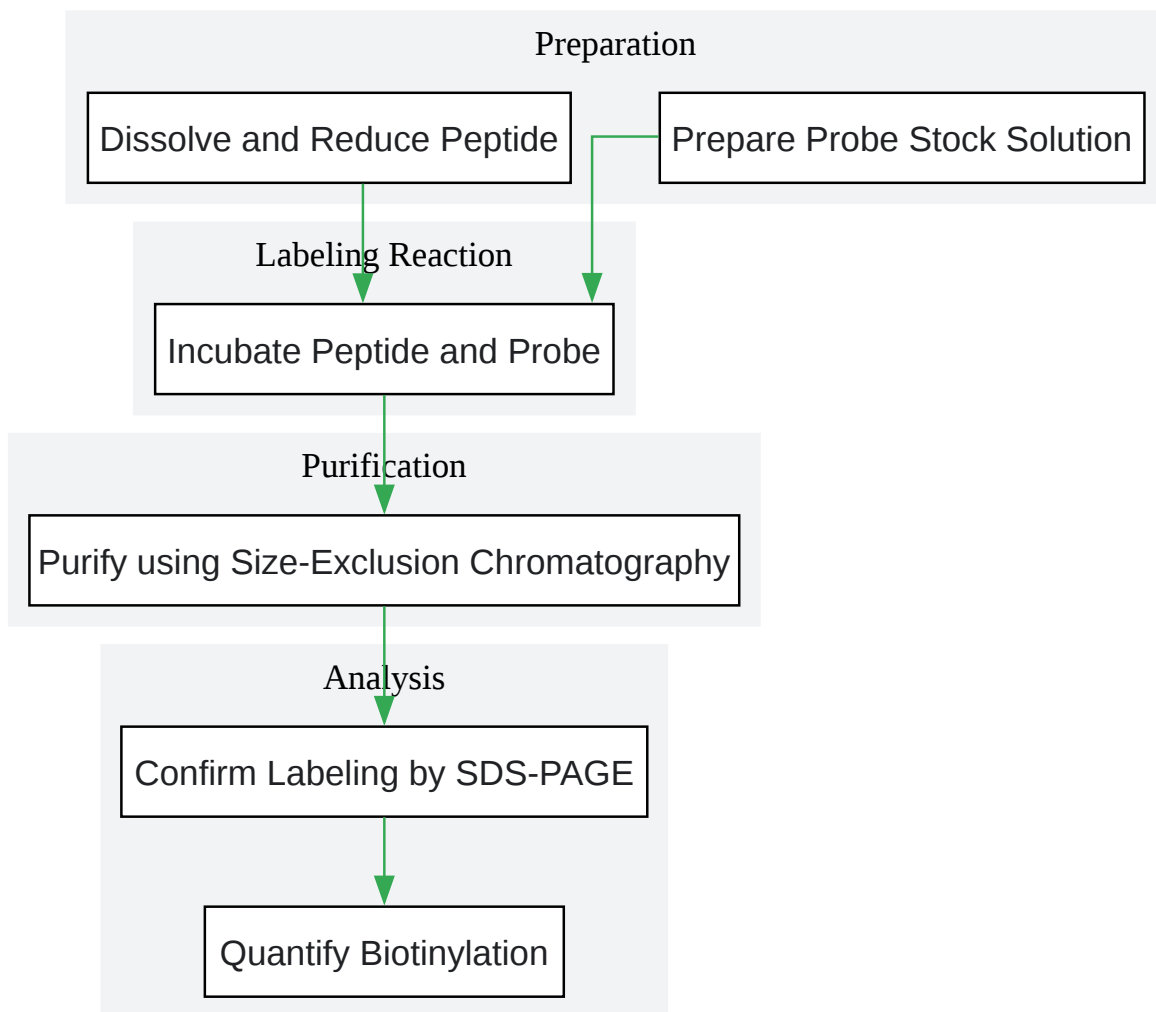 Preparation
Dissolve and Reduce Peptide
Prepare Probe Stock Solution
Labeling Reaction
Incubate Peptide and Probe
Purification
Purify using Size-Exclusion Chromatography
Analysis
Confirm Labeling by SDS-PAGE
Quantify Biotinylation